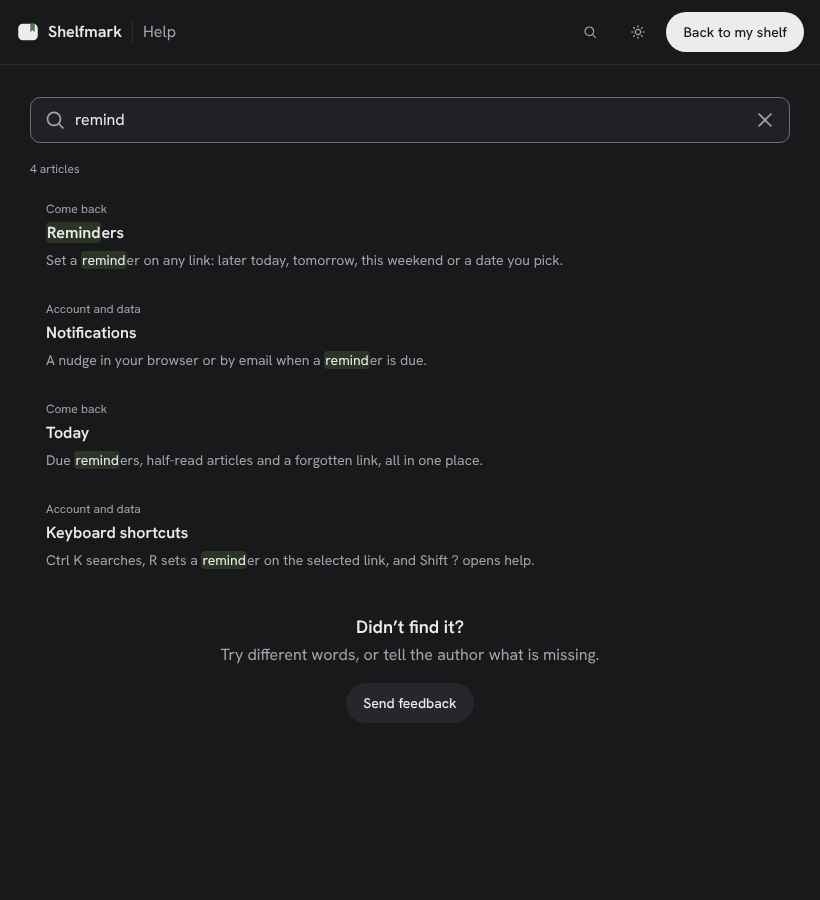 Shelfmark
Help
Back to my shelf
remind
4 articles
Come back
Reminders
Set a reminder on any link: later today, tomorrow, this weekend or a date you pick.
Account and data
Notifications
A nudge in your browser or by email when a reminder is due.
Come back
Today
Due reminders, half-read articles and a forgotten link, all in one place.
Account and data
Keyboard shortcuts
Ctrl K searches, R sets a reminder on the selected link, and Shift ? opens help.
Didn’t find it?
Try different words, or tell the author what is missing.
Send feedback